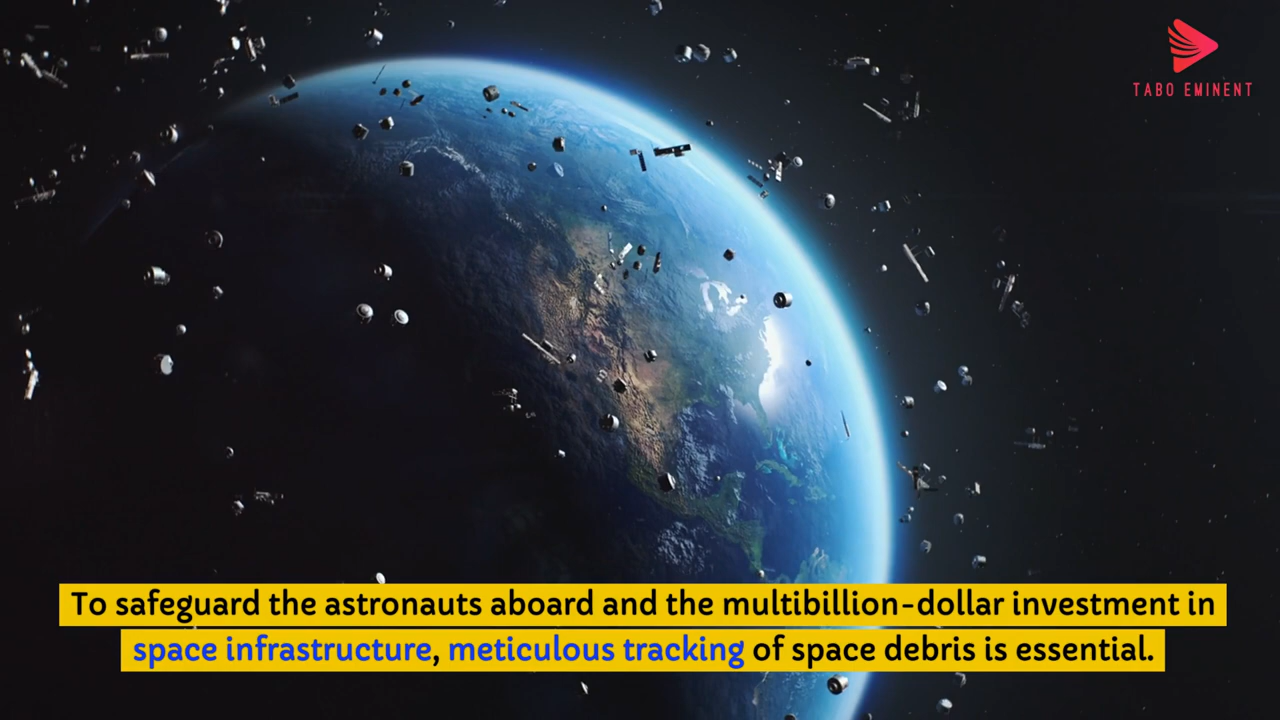 TABO EMINENT
To safeguard the astronauts aboard and the multibillion-dollar investment in
space infrastructure, meticulous tracking of space debris is essential.